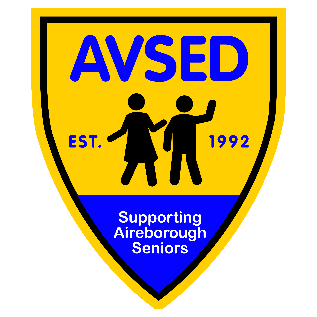 AVSED
EST. 1992
Supporting
Aireborough
Seniors